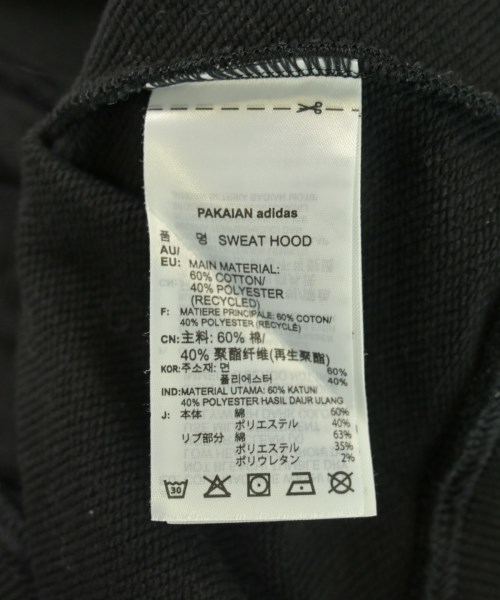 PAKAIAN adidas
품 명 SWEAT HOOD
AU/
EU: MAIN MATERIAL:
60% COTTON/
40% POLYESTER
(RECYCLED)
F: MATIERE PRINCIPALE: 60% COTON/
40% POLYESTER (RECYCLÉ)
CN: 主料: 60% 棉/
40% 聚酯纤维(再生聚酯)
KOR: 주소재: 면 60%
폴리에스터 40%
IND: MATERIAL UTAMA: 60% KATUN/
40% POLYESTER HASIL DAUR ULANG
J: 本体 綿 60%
ポリエステル 40%
リブ部分 綿 63%
ポリエステル 35%
ポリウレタン 2%
30